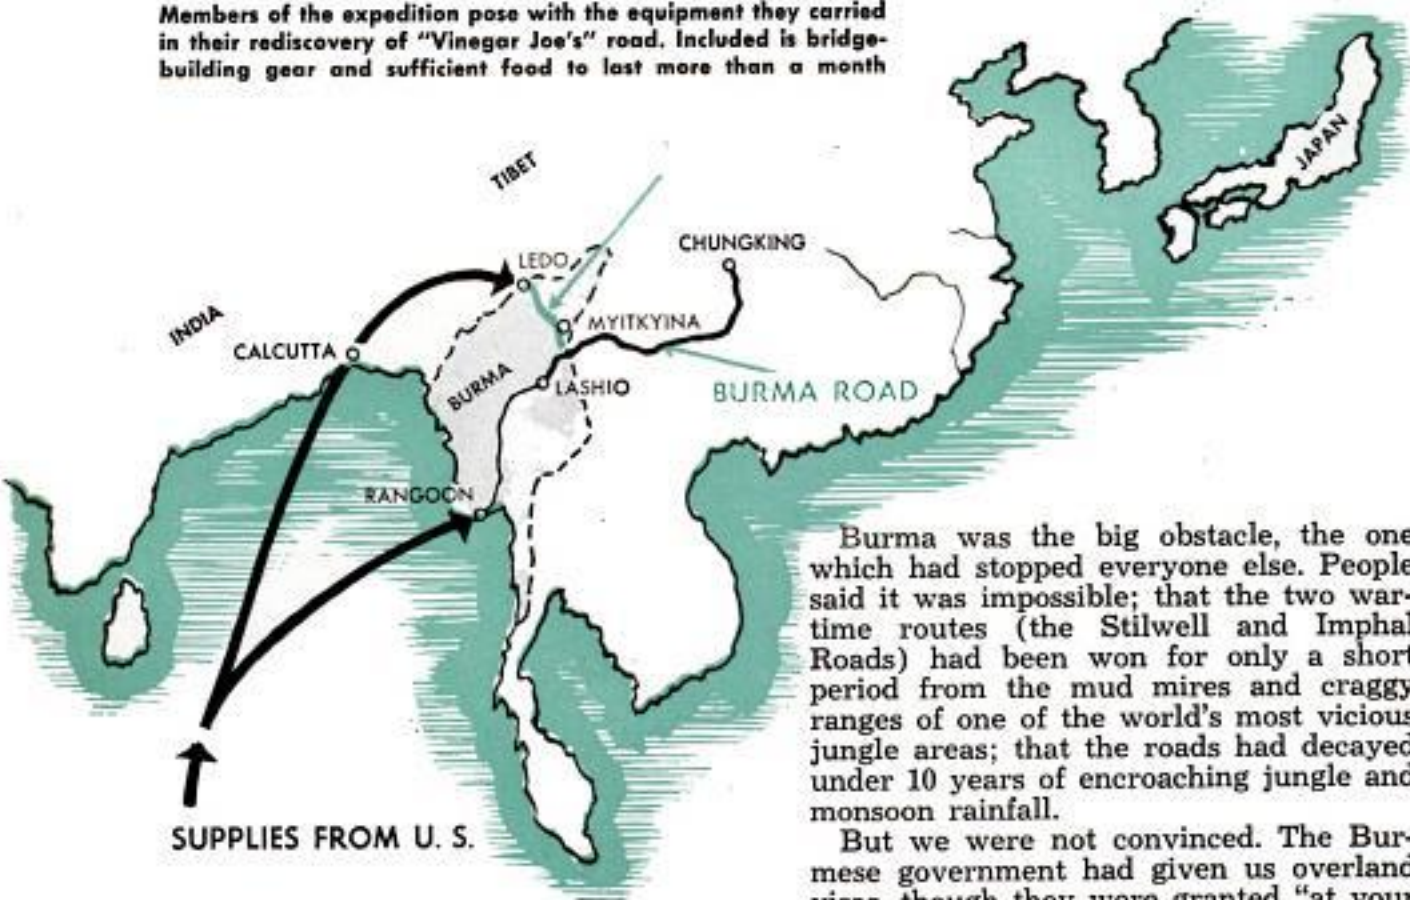 Members of the expedition pose with the equipment they carried
in their rediscovery of “Vinegar Joe’s” road. Included is bridge-
building gear and sufficient food to last more than a month
TIBET
JAPAN
CHUNGKING
LEDO
INDIA
MYITKYINA
CALCUTTA
BURMA
LASHIO
BURMA ROAD
RANGOON
SUPPLIES FROM U. S.
Burma was the big obstacle, the one
which had stopped everyone else. People
said it was impossible; that the two war-
time routes (the Stilwell and Imphal
Roads) had been won for only a short
period from the mud mires and craggy
ranges of one of the world’s most vicious
jungle areas; that the roads had decayed
under 10 years of encroaching jungle and
monsoon rainfall.
But we were not convinced. The Bur-
mese government had given us overland
though they were granted “at your